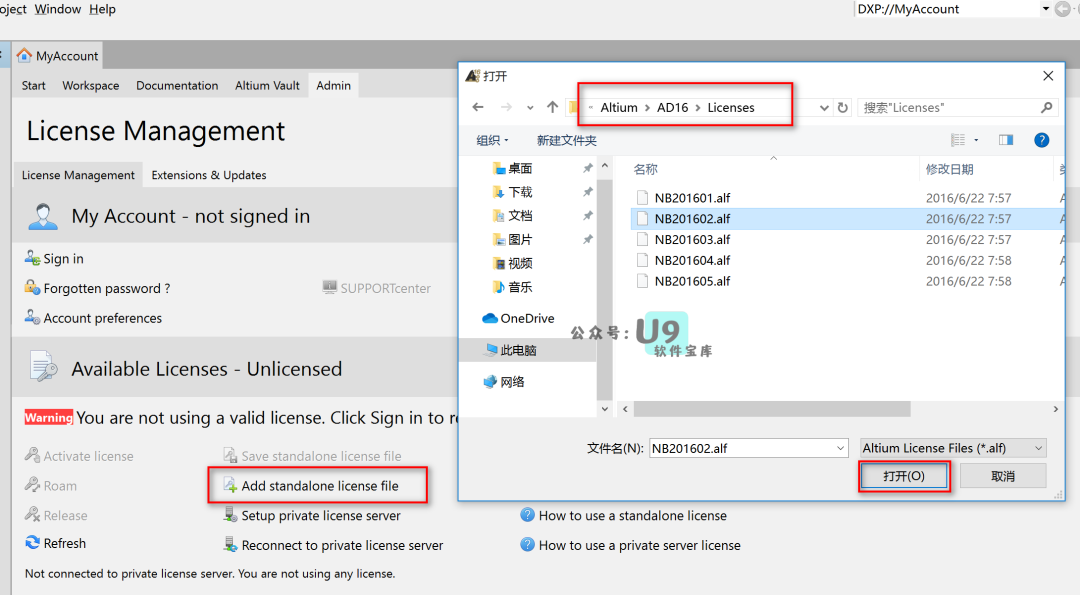 oject Window Help
DXP://MyAccount
MyAccount
Start Workspace Documentation Altium Vault Admin
License Management
License Management Extensions & Updates
My Account - not signed in
Sign in
Forgotten password ?
SUPPORTcenter
Account preferences
Available Licenses - Unlicensed
Warning You are not using a valid license. Click Sign in to re
Activate license
Save standalone license file
Roam
Add standalone license file
Release
Setup private license server
How to use a standalone license
Refresh
Reconnect to private license server
How to use a private server license
Not connected to private license server. You are not using any license.
打开
« Altium > AD16 > Licenses
搜索"Licenses"
组织
新建文件夹
桌面
下载
文档
图片
视频
音乐
OneDrive
此电脑
网络
名称 修改日期
NB201601.alf 2016/6/22 7:57
NB201602.alf 2016/6/22 7:57
NB201603.alf 2016/6/22 7:57
NB201604.alf 2016/6/22 7:58
NB201605.alf 2016/6/22 7:58
公众号:U9
软件宝库
文件名(N): NB201602.alf
Altium License Files (*.alf)
打开(O) 取消